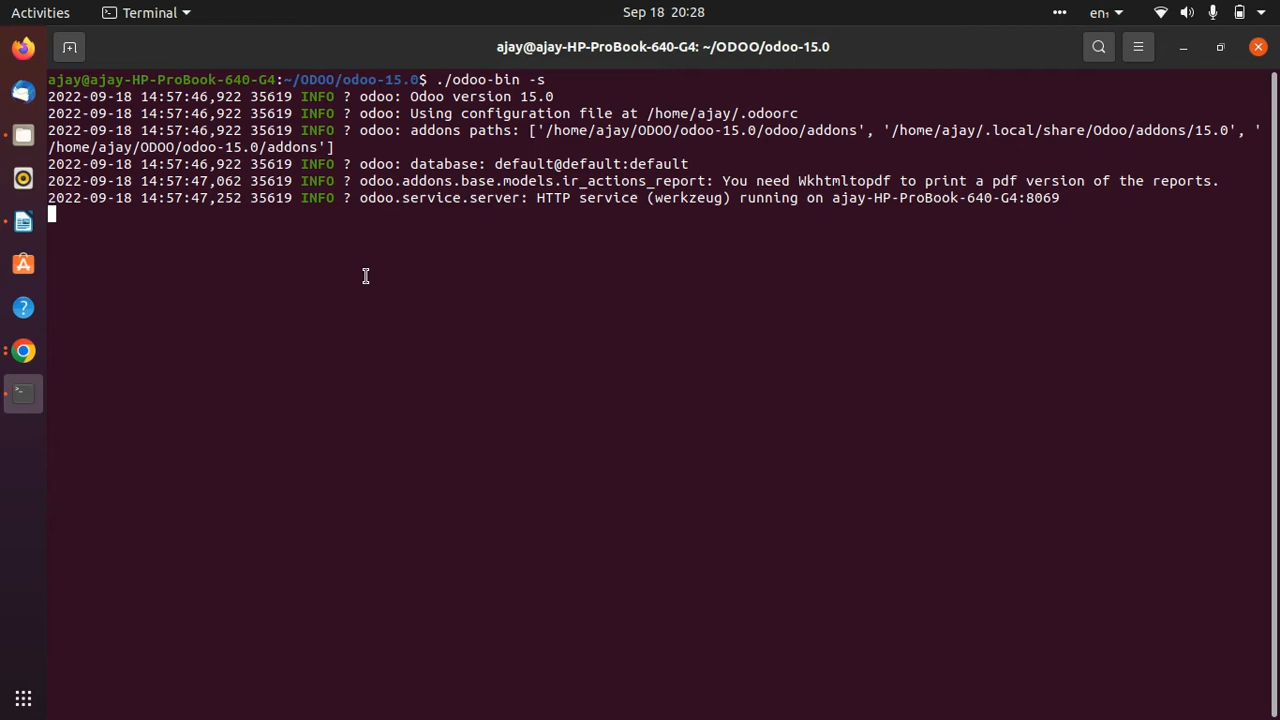 Activities
Terminal
Sep 18 20:28
en₁
ajay@ajay-HP-ProBook-640-G4: ~/ODOO/odoo-15.0
ajay@ajay-HP-ProBook-640-G4:~/ODOO/odoo-15.0$ ./odoo-bin -s
2022-09-18 14:57:46,922 35619 INFO ? odoo: Odoo version 15.0
2022-09-18 14:57:46,922 35619 INFO ? odoo: Using configuration file at /home/ajay/.odoorc
2022-09-18 14:57:46,922 35619 INFO ? odoo: addons paths: ['/home/ajay/ODOO/odoo-15.0/odoo/addons', '/home/ajay/.local/share/Odoo/addons/15.0', '
/home/ajay/ODOO/odoo-15.0/addons']
2022-09-18 14:57:46,922 35619 INFO ? odoo: database: default@default:default
2022-09-18 14:57:47,062 35619 INFO ? odoo.addons.base.models.ir_actions_report: You need Wkhtmltopdf to print a pdf version of the reports.
2022-09-18 14:57:47,252 35619 INFO ? odoo.service.server: HTTP service (werkzeug) running on ajay-HP-ProBook-640-G4:8069